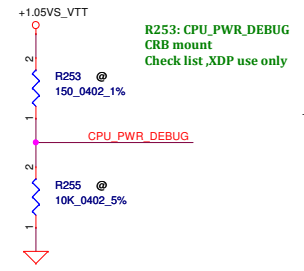 +1.05VS_VTT
R253: CPU_PWR_DEBUG
CRB mount
Check list ,XDP use only
2
R253 @
150_0402_1%
1
CPU_PWR_DEBUG
2
R255 @
10K_0402_5%
1